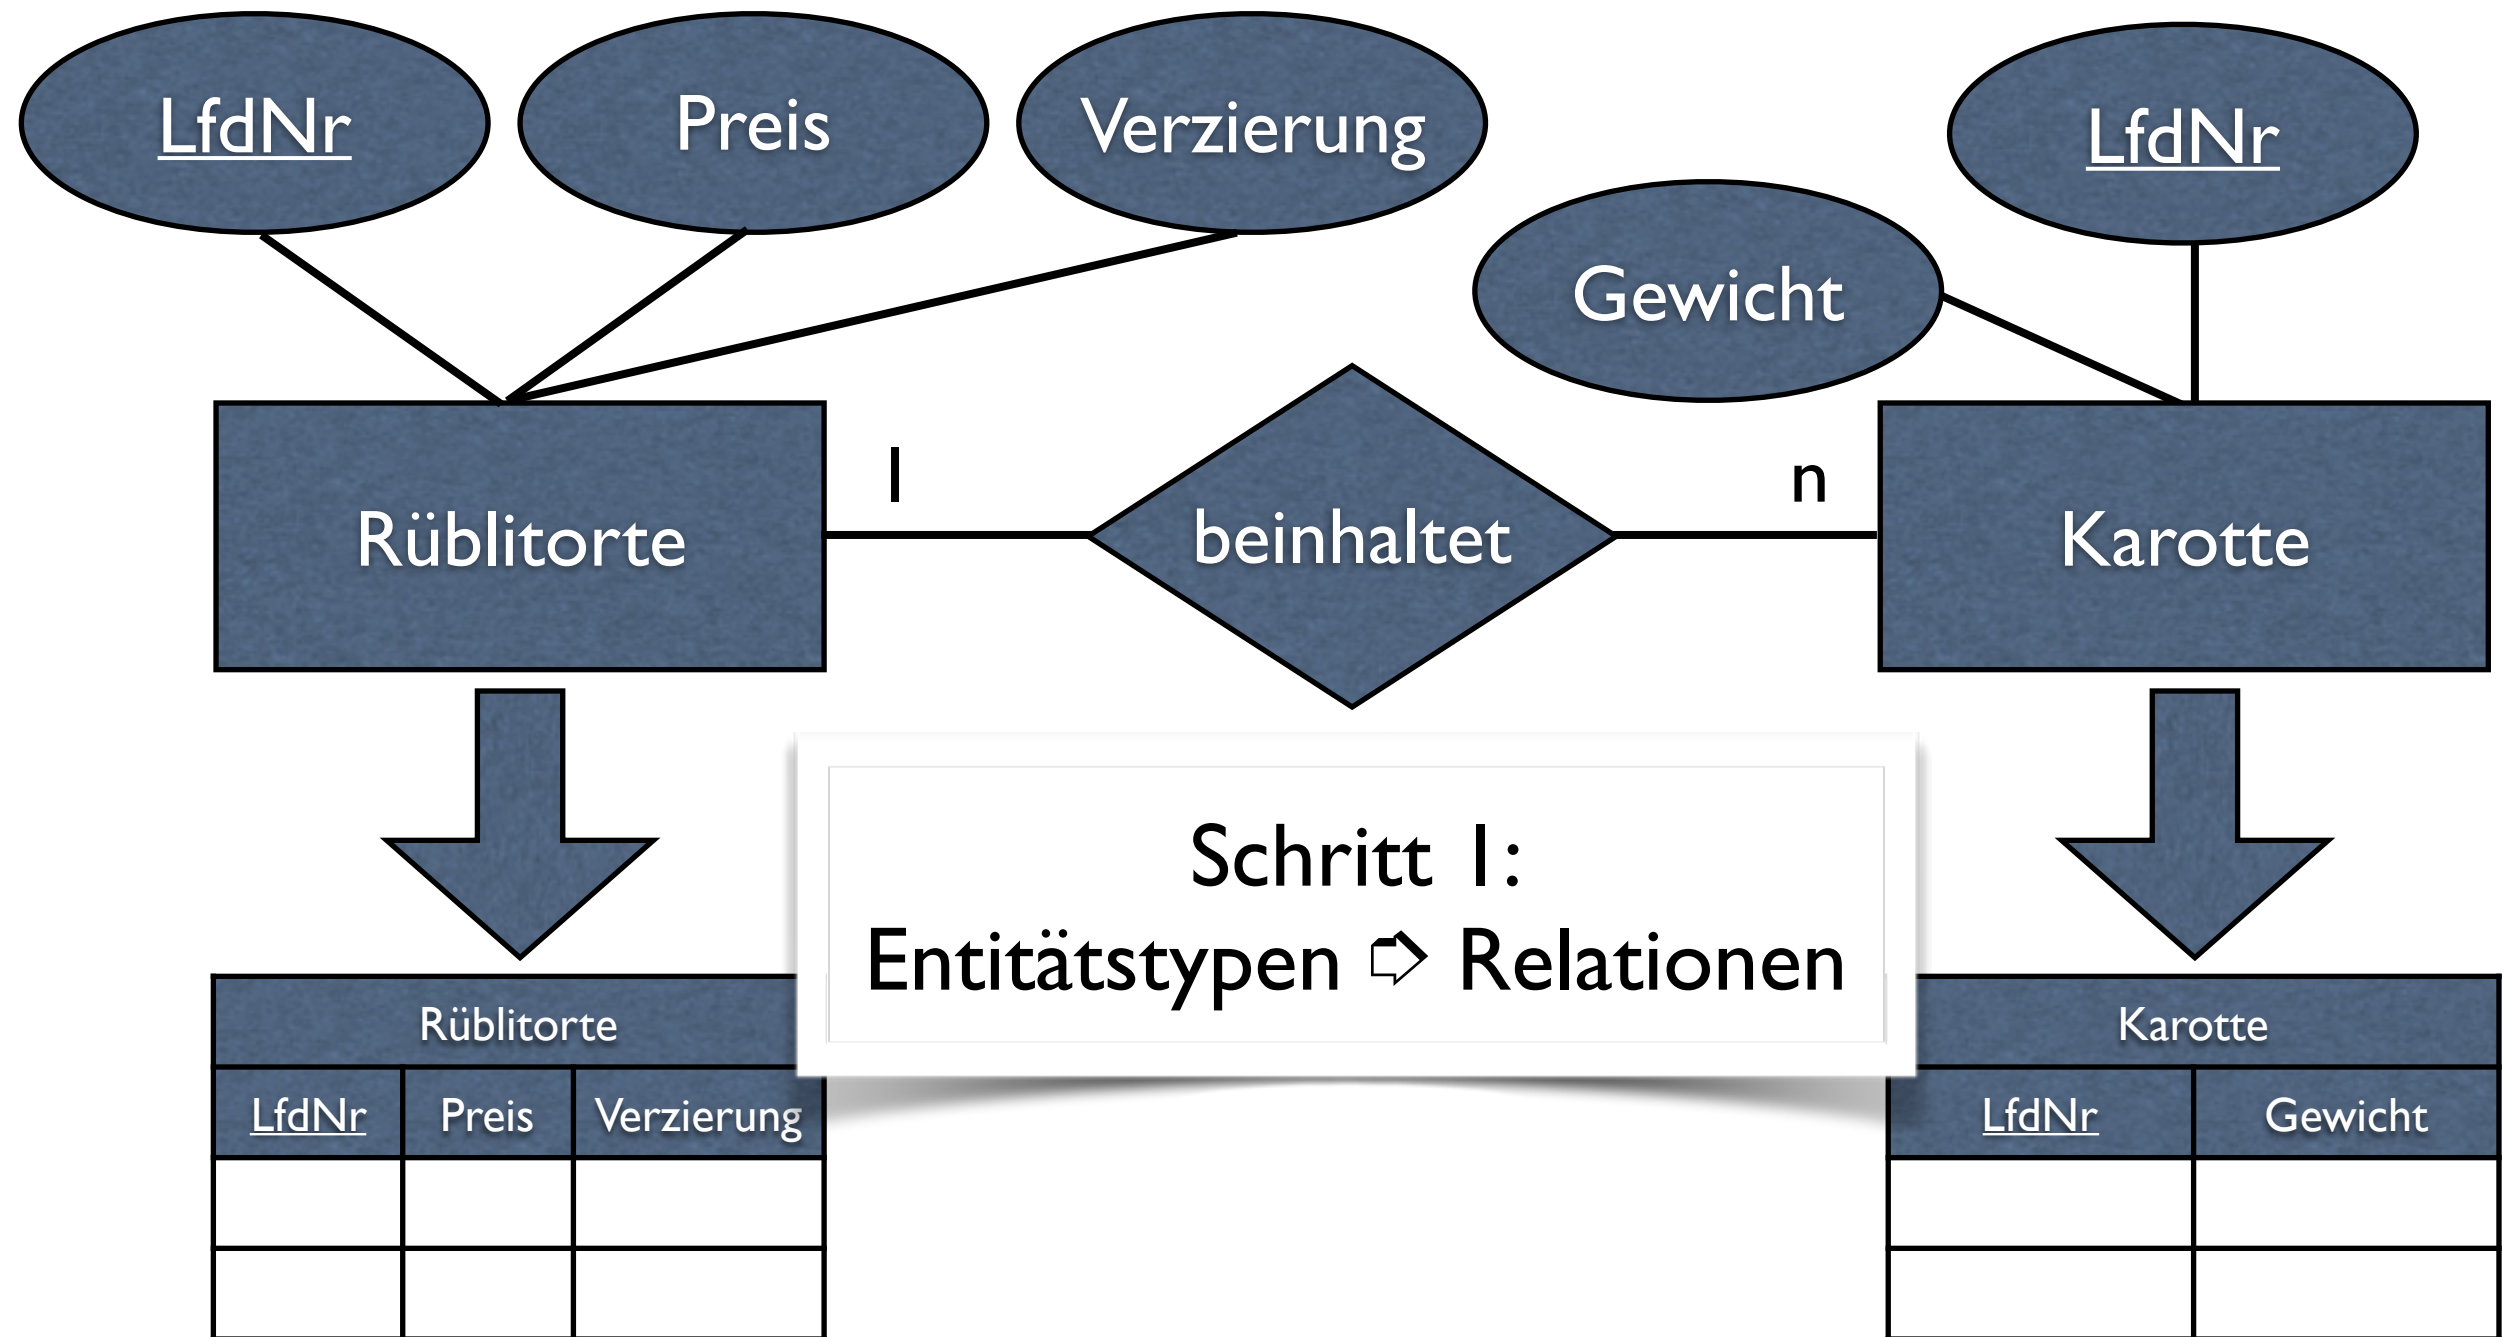 LfdNr
Preis
Verzierung
LfdNr
Gewicht
Rüblitorte
1
beinhaltet
n
Karotte
Schritt 1:
Entitätstypen ➩ Relationen
Rüblitorte
LfdNr Preis Verzierung
Karotte
LfdNr Gewicht